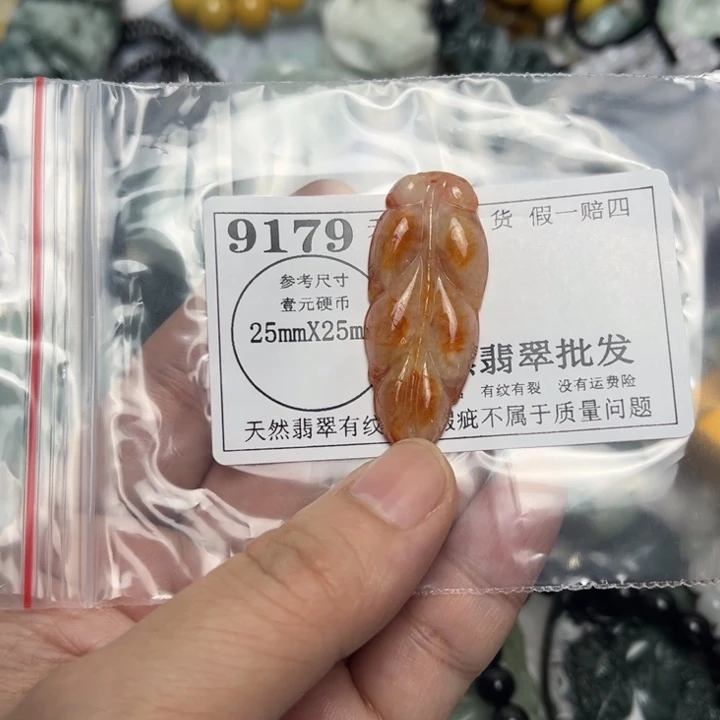 9179 货 假一赔四
参考尺寸
壹元硬币
25mmX25m
翡翠批发
有纹有裂 没有运费险
天然翡翠有纹 瑕疵不属于质量问题